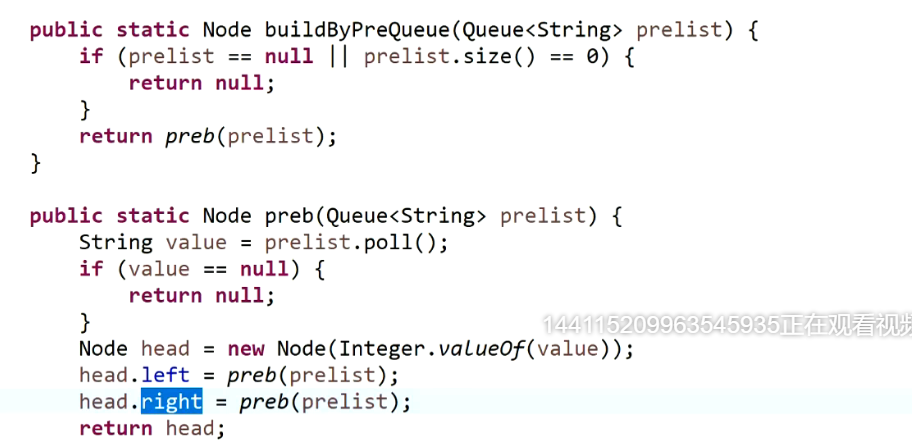 public static Node buildByPreQueue(Queue<String> prelist) {
    if (prelist == null || prelist.size() == 0) {
        return null;
    }
    return preb(prelist);
}

public static Node preb(Queue<String> prelist) {
    String value = prelist.poll();
    if (value == null) {
        return null;
    }
144115209963545935正在观看视频
    Node head = new Node(Integer.valueOf(value));
    head.left = preb(prelist);
    head.right = preb(prelist);
    return head;